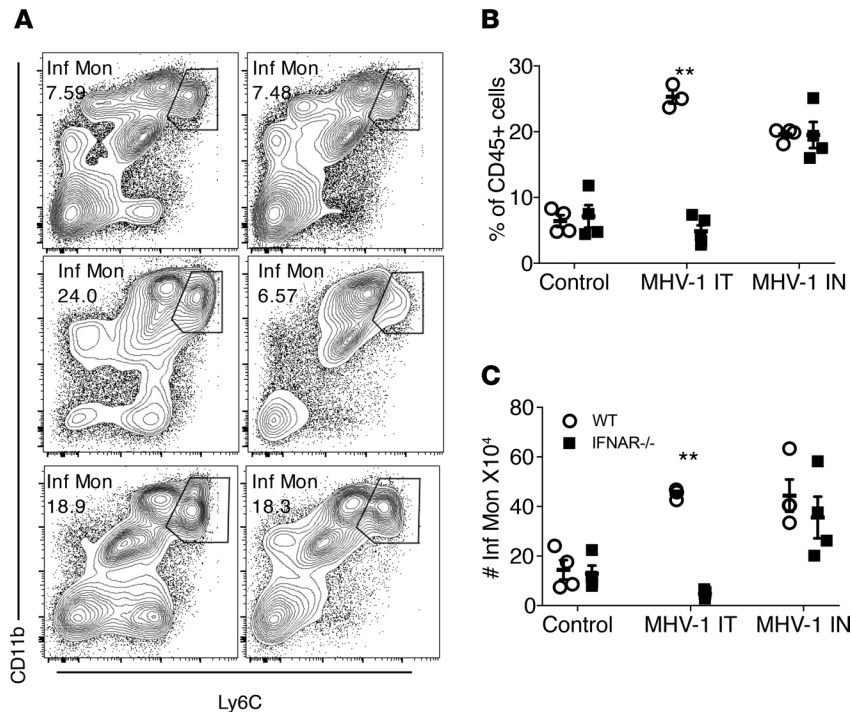 A
Inf Mon
7.59
Inf Mon
7.48
Inf Mon
24.0
Inf Mon
6.57
Inf Mon
18.9
Inf Mon
18.3
CD11b
Ly6C
B
% of CD45+ cells
30
20
10
0
**
Control
MHV-1 IT
MHV-1 IN
C
# Inf Mon X10⁴
80
60
40
20
0
WT
IFNAR-/-
**
Control
MHV-1 IT
MHV-1 IN